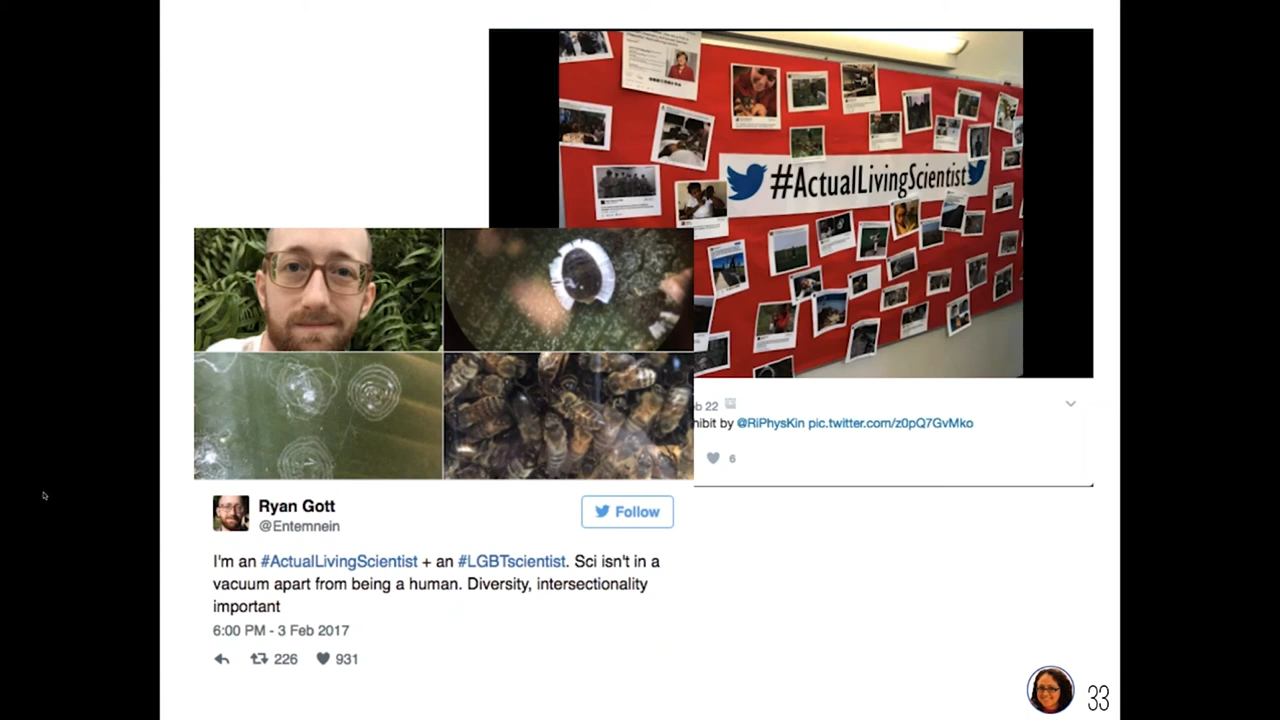 #ActualLivingScientist
22
hibit by @RiPhysKin pic.twitter.com/z0pQ7GvMko
6
Ryan Gott
@Entemnein
Follow
I'm an #ActualLivingScientist + an #LGBTscientist. Sci isn't in a
vacuum apart from being a human. Diversity, intersectionality
important
6:00 PM - 3 Feb 2017
226 931
33